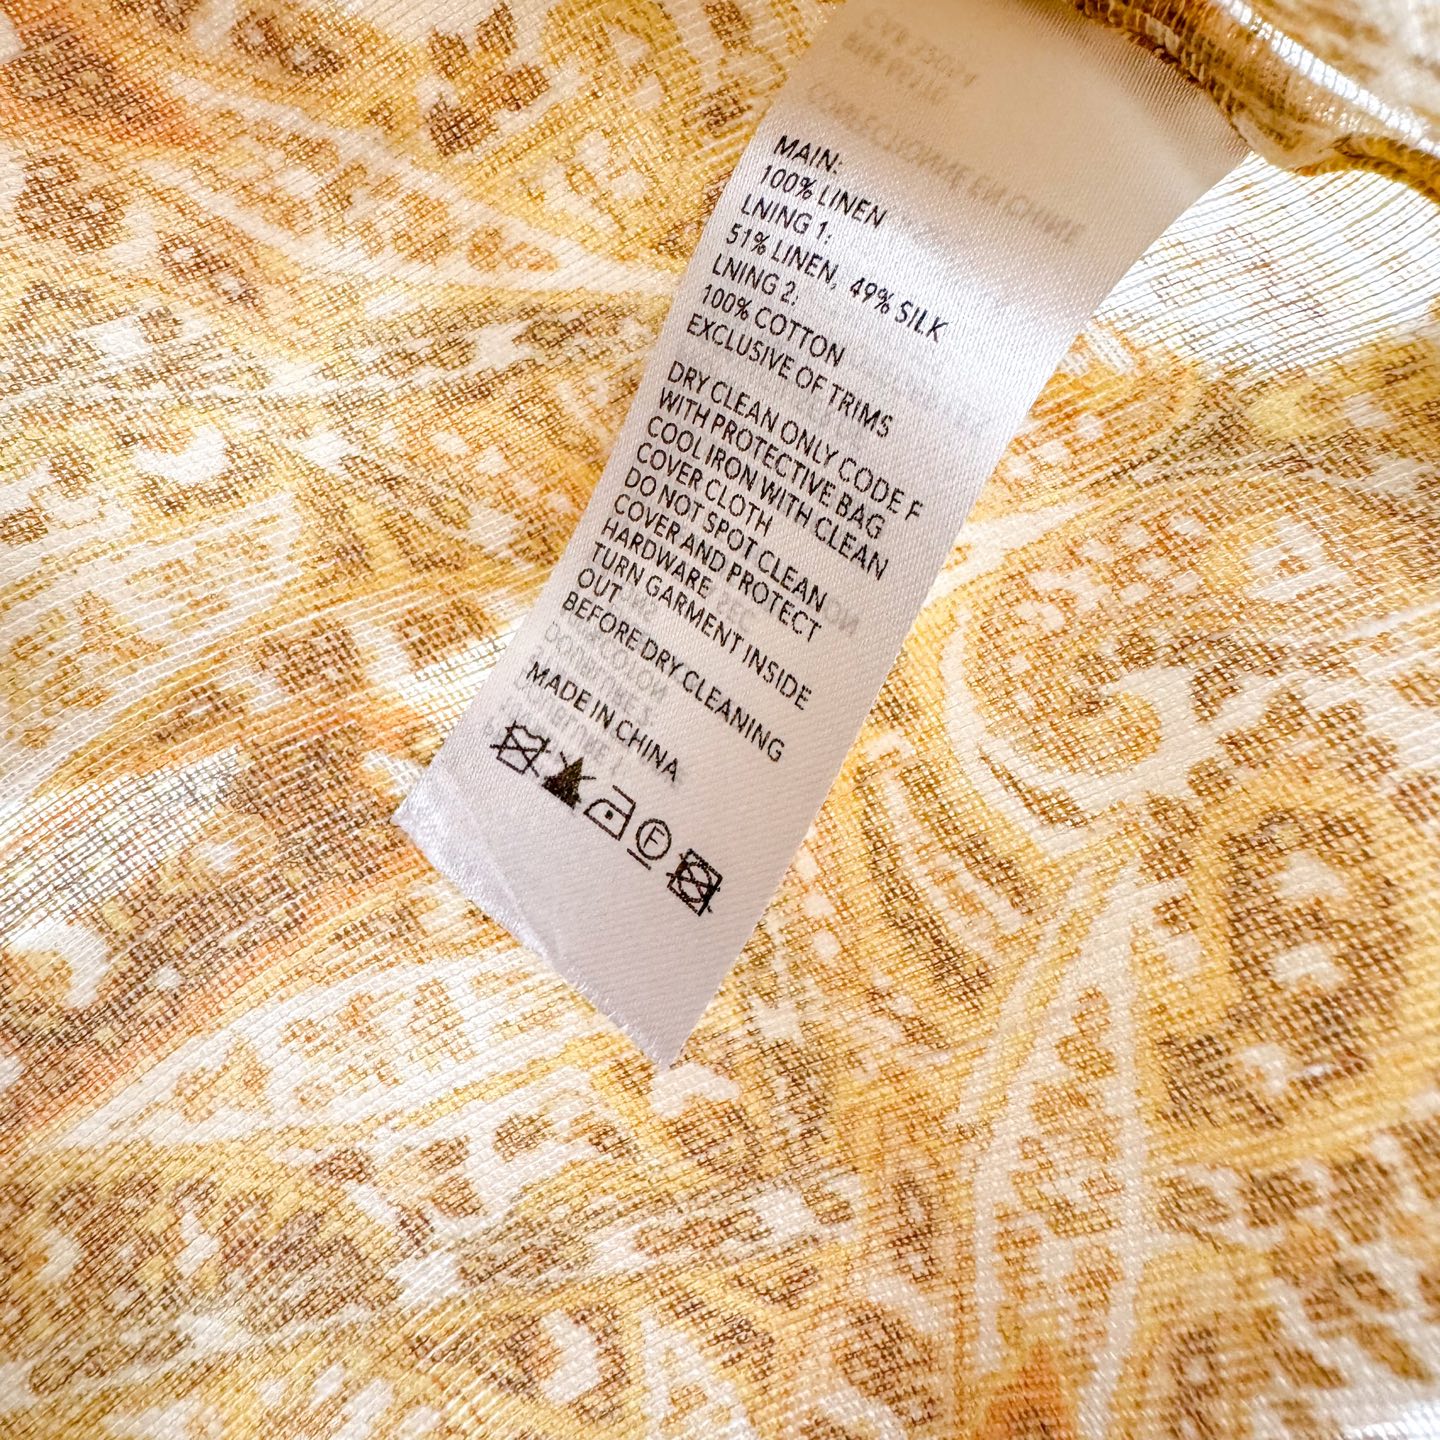 MAIN:
100% LINEN
LNING 1:
51% LINEN, 49% SILK
LNING 2:
100% COTTON
EXCLUSIVE OF TRIMS
DRY CLEAN ONLY CODE F
WITH PROTECTIVE BAG
COOL IRON WITH CLEAN
COVER CLOTH
DO NOT SPOT CLEAN
COVER AND PROTECT
HARDWARE
TURN GARMENT INSIDE
OUT
BEFORE DRY CLEANING
MADE IN CHINA
F